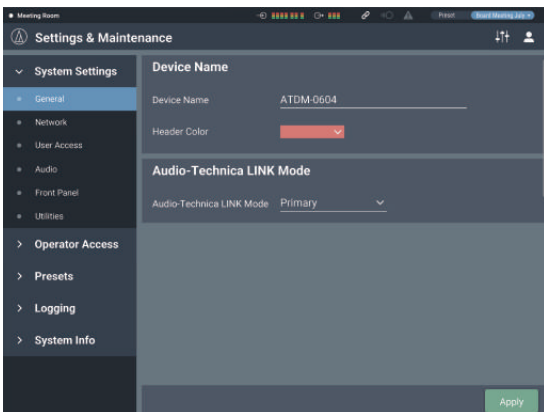 Meeting Room Preset Board Meeting July
Settings & Maintenance
System Settings
General
Network
User Access
Audio
Front Panel
Utilities
Operator Access
Presets
Logging
System Info
Device Name
Device Name ATDM-0604
Header Color
Audio-Technica LINK Mode
Audio-Technica LINK Mode Primary
Apply